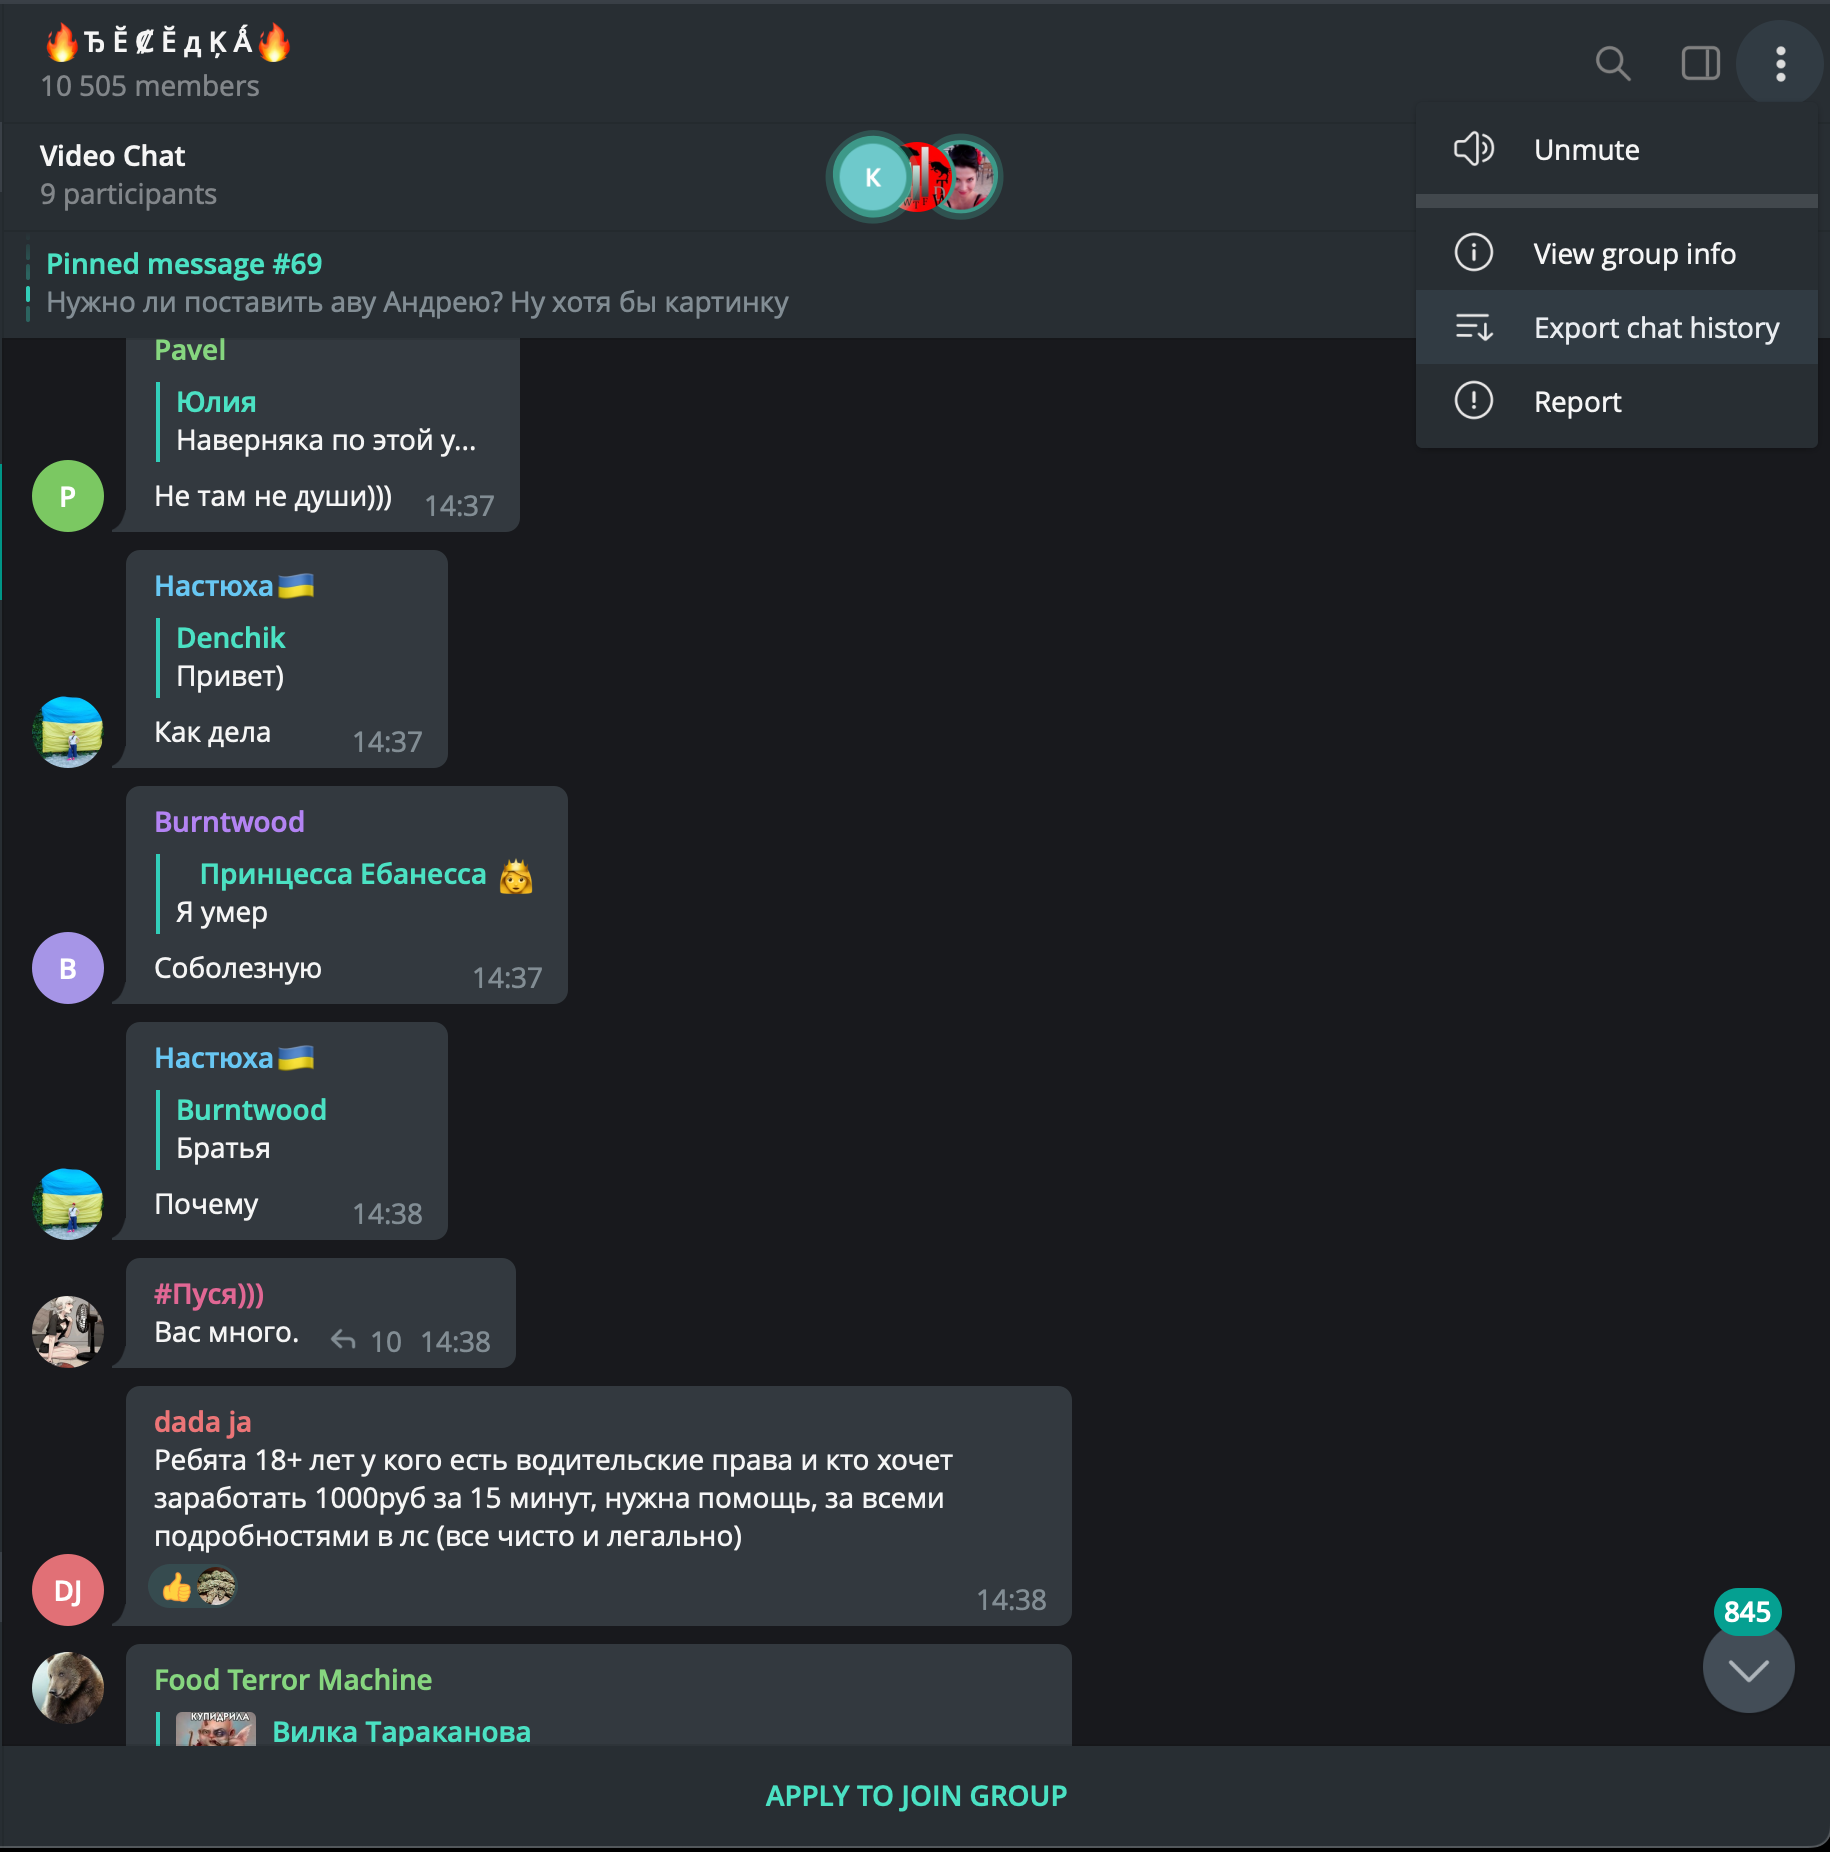 🔥ЂӖȻӖдҚǺ🔥
10 505 members
Video Chat
9 participants
K
Unmute
View group info
Export chat history
Report
Pinned message #69
Нужно ли поставить аву Андрею? Ну хотя бы картинку
Pavel
Юлия
Наверняка по этой у...
Не там не души))) 14:37
P
Настюха🇺🇦
Denchik
Привет)
Как дела 14:37
Burntwood
Принцесса Ебанесса 👸
Я умер
Соболезную 14:37
B
Настюха🇺🇦
Burntwood
Братья
Почему 14:38
#Пуся)))
Вас много. 10 14:38
dada ja
Ребята 18+ лет у кого есть водительские права и кто хочет
заработать 1000руб за 15 минут, нужна помощь, за всеми
подробностями в лс (все чисто и легально)
👍 14:38
DJ
845
Food Terror Machine
КУПИДРИЛА
Вилка Тараканова
APPLY TO JOIN GROUP